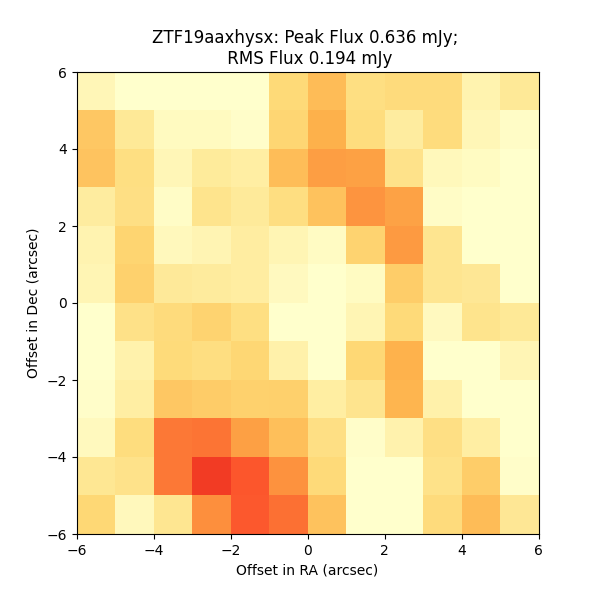 ZTF19aaxhysx: Peak Flux 0.636 mJy;
RMS Flux 0.194 mJy
6
4
2
0
−2
−4
−6
Offset in Dec (arcsec)
−6 −4 −2 0 2 4 6
Offset in RA (arcsec)